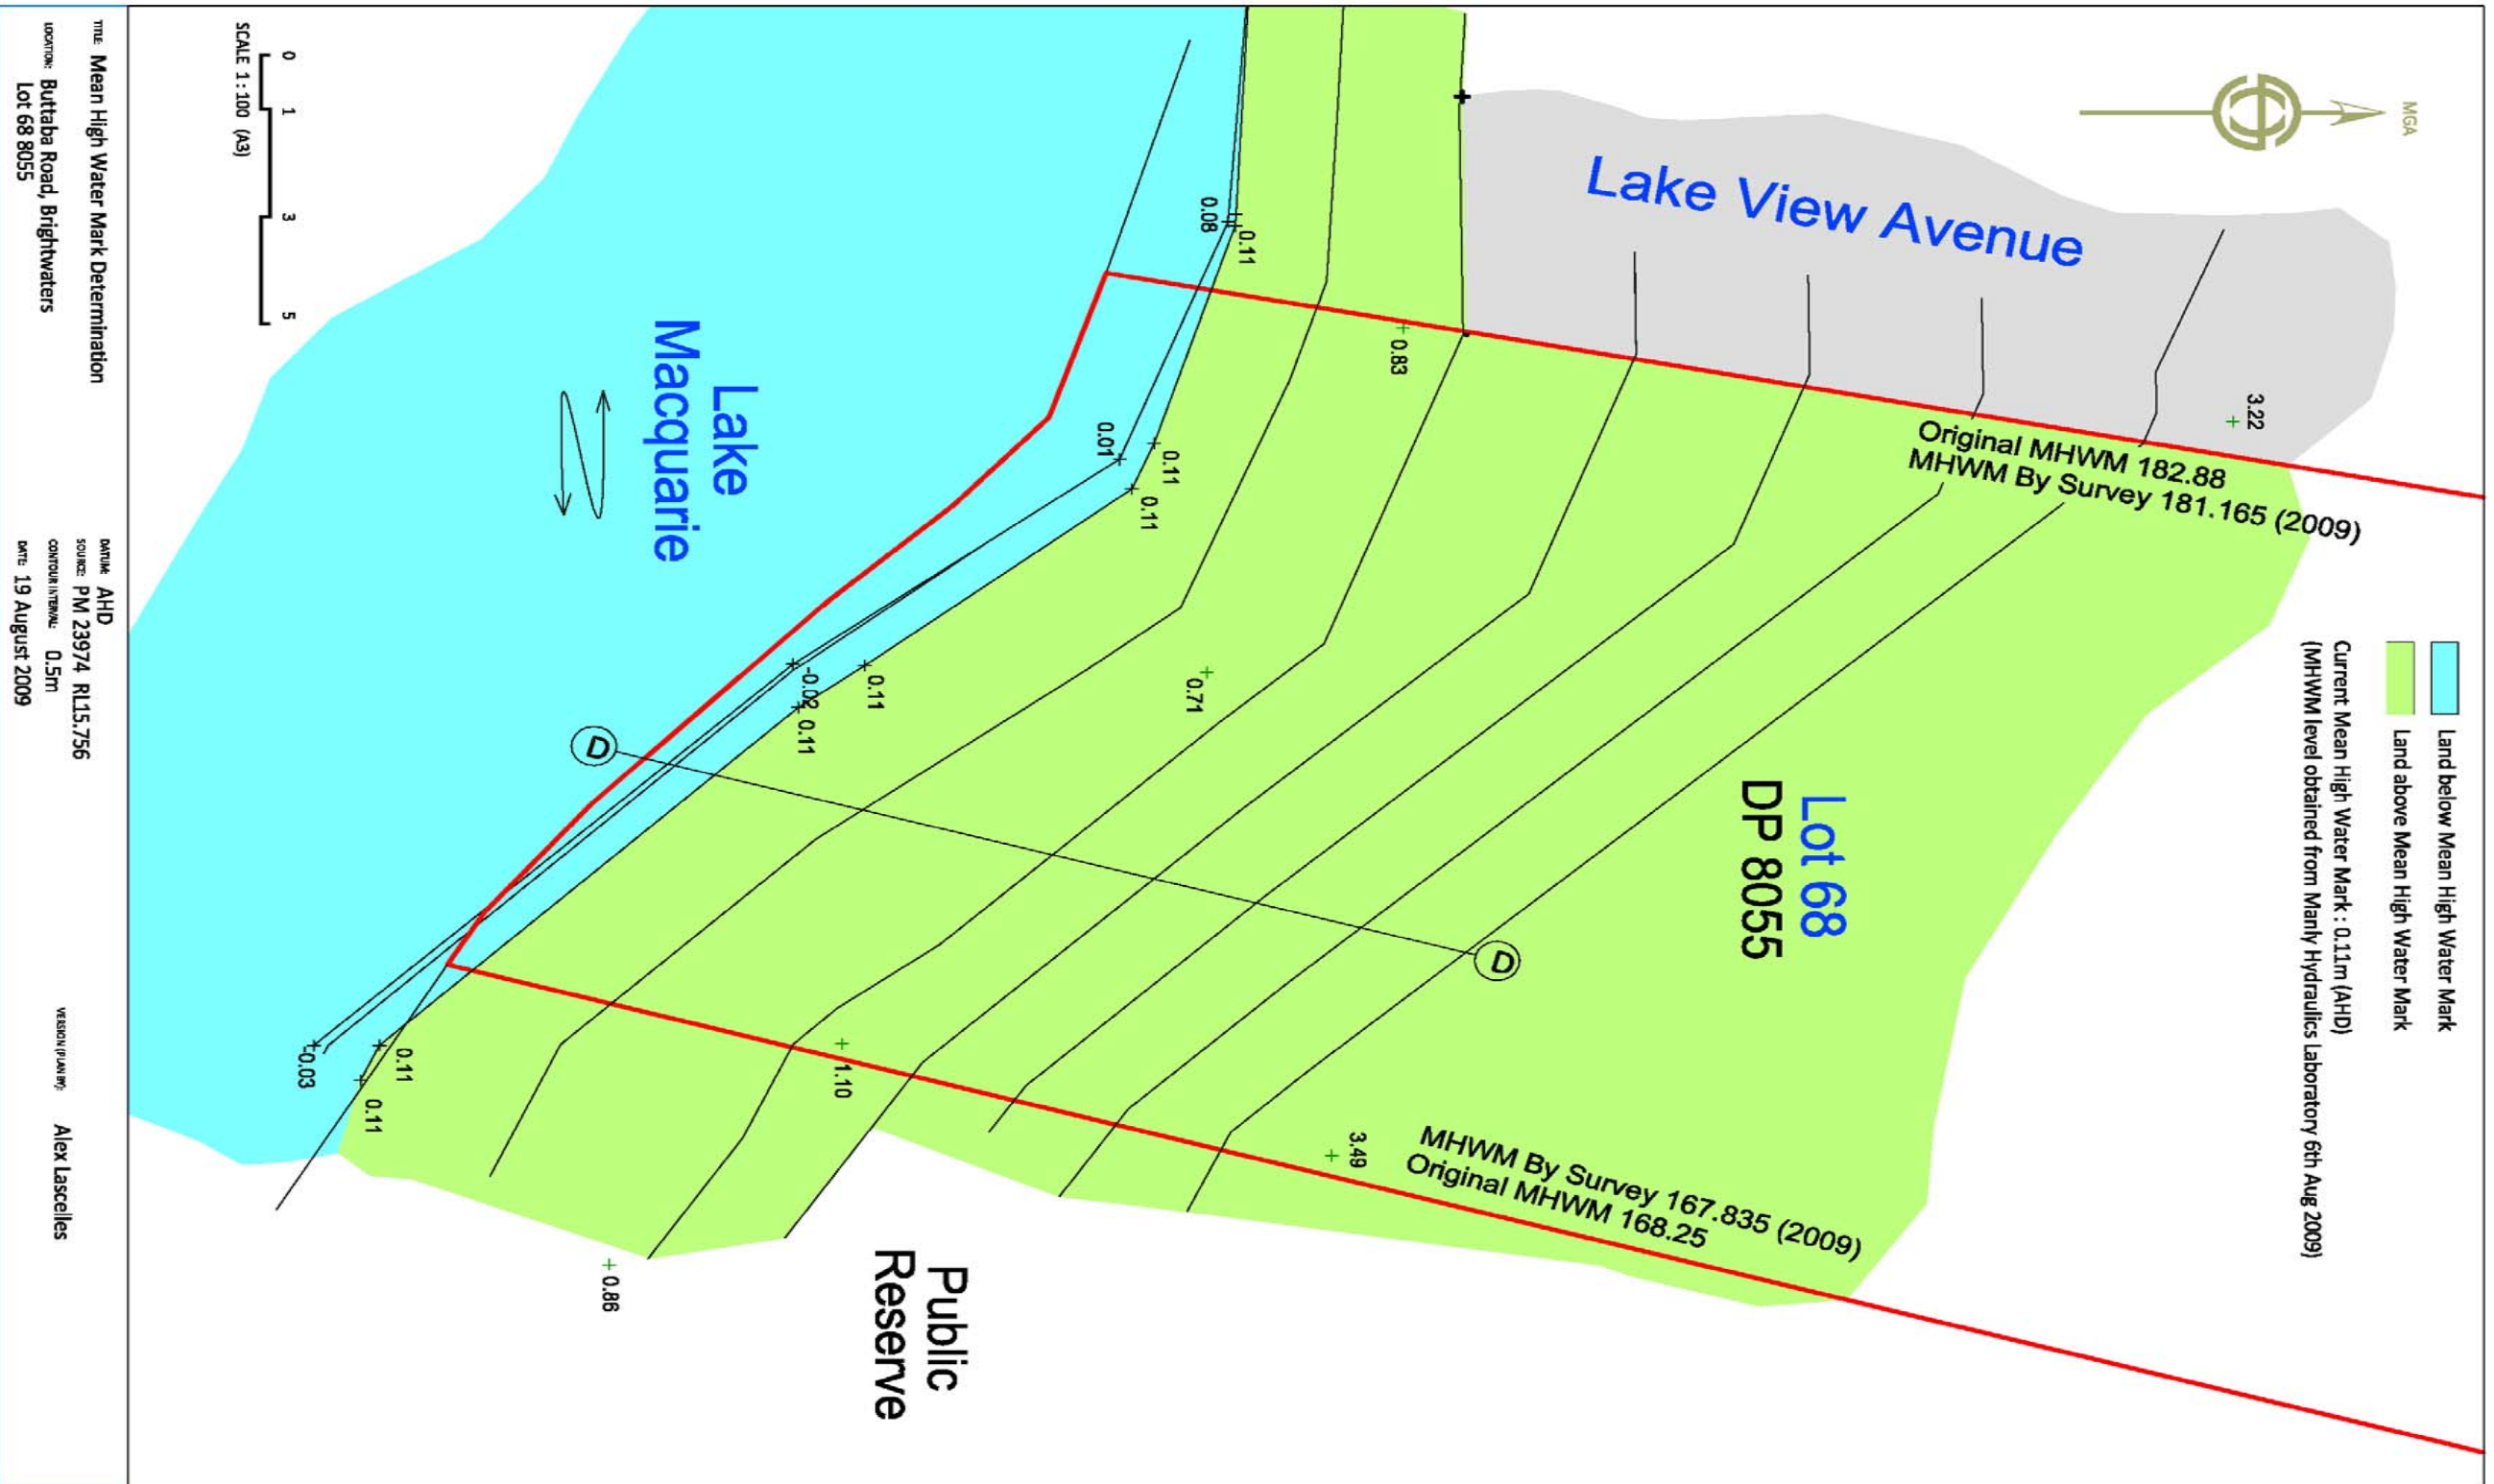 MGA
Land below Mean High Water Mark
Land above Mean High Water Mark
Current Mean High Water Mark : 0.11m (AHD)
(MHWM level obtained from Manly Hydraulics Laboratory 6th Aug 2009)
Lake View Avenue
3.22
Original MHWM 182.88
MHWM By Survey 181.165 (2009)
Lot 68
DP 8055
D
MHWM By Survey 167.835 (2009)
Original MHWM 168.25
3.49
0.83
0.71
1.10
0.08
0.11
0.01
0.11
0.11
0.11
-0.02
0.11
D
Public
Reserve
Lake
Macquarie
0.11
0.11
-0.03
0.86
0 1 3 5
SCALE 1 : 100 (A3)
TITLE: Mean High Water Mark Determination
LOCATION: Buttaba Road, Brightwaters
Lot 68 8055
DATUM: AHD
SOURCE: PM 23974 RL15.756
CONTOUR INTERVAL: 0.5m
DATE: 19 August 2009
VERSION (PLAN BY): Alex Lascelles